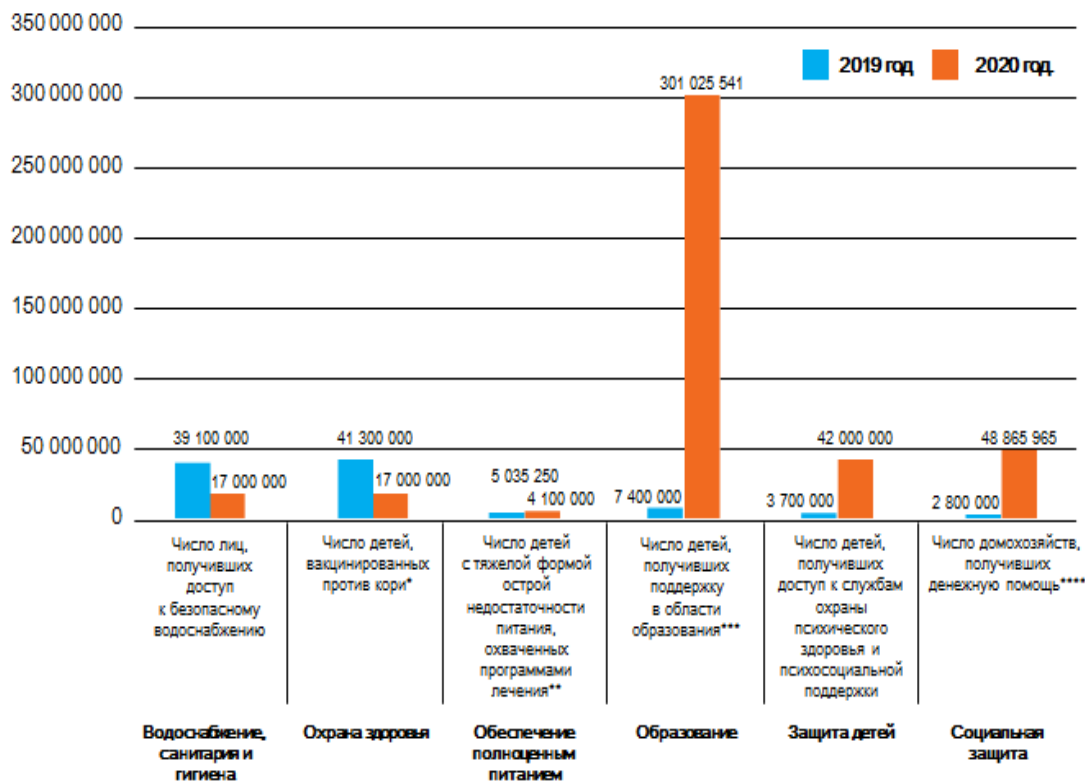 350 000 000
2019 год
2020 год.
300 000 000
301 025 541
250 000 000
200 000 000
150 000 000
100 000 000
50 000 000
0
39 100 000
17 000 000
41 300 000
17 000 000
5 035 250
4 100 000
7 400 000
3 700 000
42 000 000
2 800 000
48 865 965
Число лиц,
получивших
доступ
к безопасному
водоснабжению
Число детей,
вакцинированных
против кори*
Число детей
с тяжелой формой
острой
недостаточности
питания,
охваченных
программами
лечения**
Число детей,
получивших
поддержку
в области
образования***
Число детей,
получивших
доступ к службам
охраны
психического
здоровья и
психосоциальной
поддержки
Число домохозяйств,
получивших
денежную помощь****
Водоснабжение,
санитария и
гигиена
Охрана здоровья
Обеспечение
полноценным
питанием
Образование
Защита детей
Социальная
защита